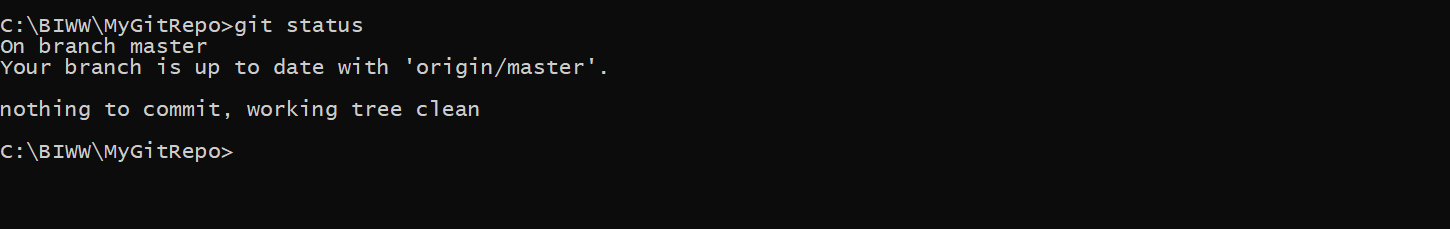 C:\BIWW\MyGitRepo>git status
On branch master
Your branch is up to date with 'origin/master'.
nothing to commit, working tree clean
C:\BIWW\MyGitRepo>